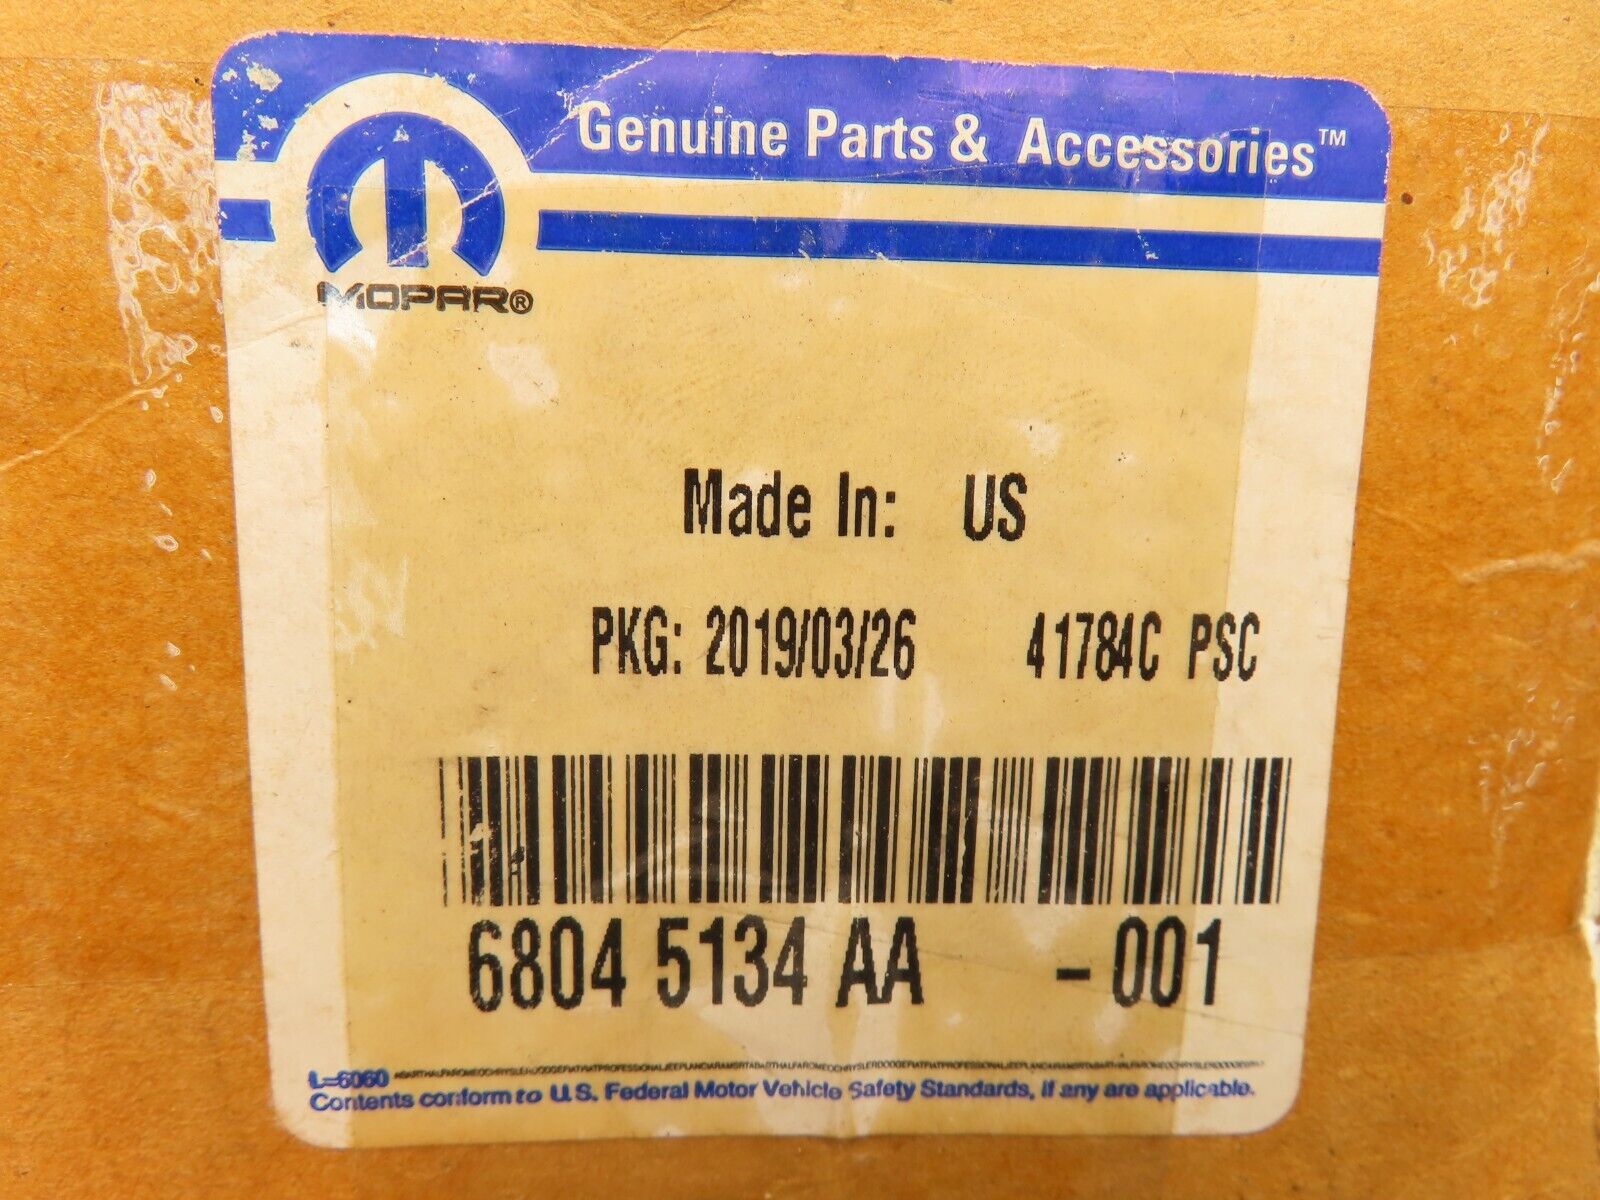 Genuine Parts & Accessories™
MOPAR®
Made In: US
PKG: 2019/03/26 41784C PSC
6804 5134 AA - 001
L=6060
Contents conform to U.S. Federal Motor Vehicle Safety Standards, if any are applicable.